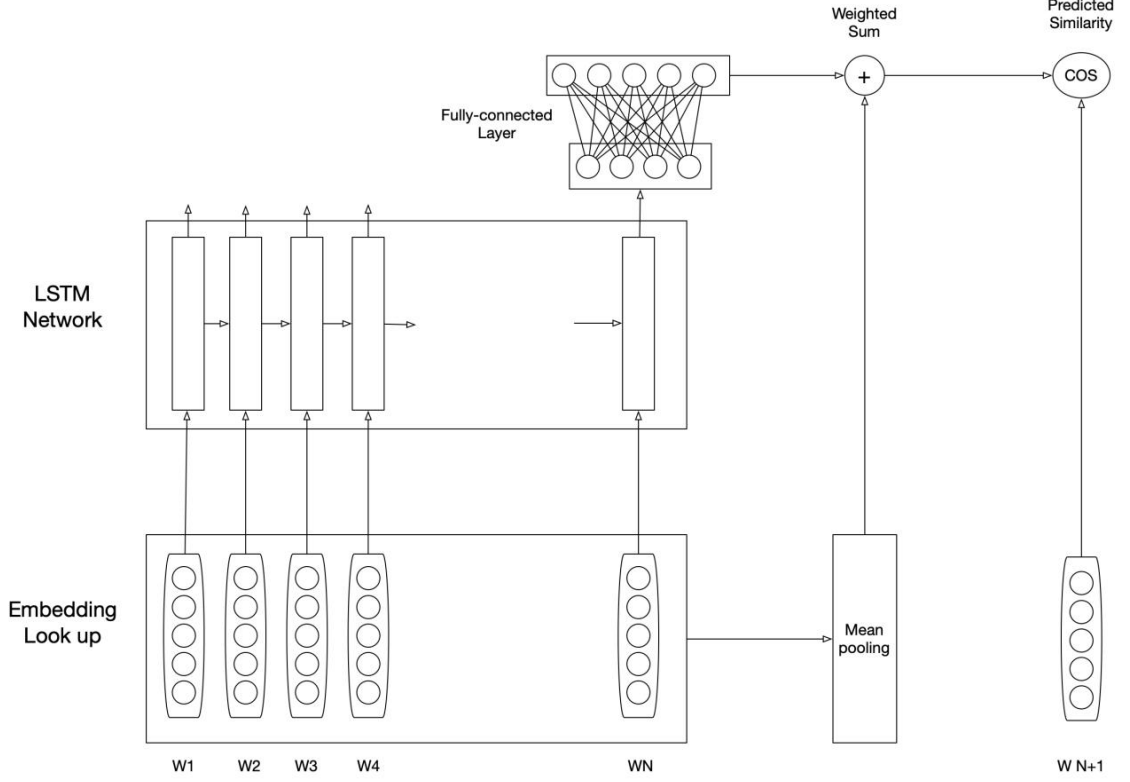 Weighted
Sum
Predicted
Similarity
+
COS
Fully-connected
Layer
LSTM
Network
Embedding
Look up
Mean
pooling
W1
W2
W3
W4
WN
W N+1